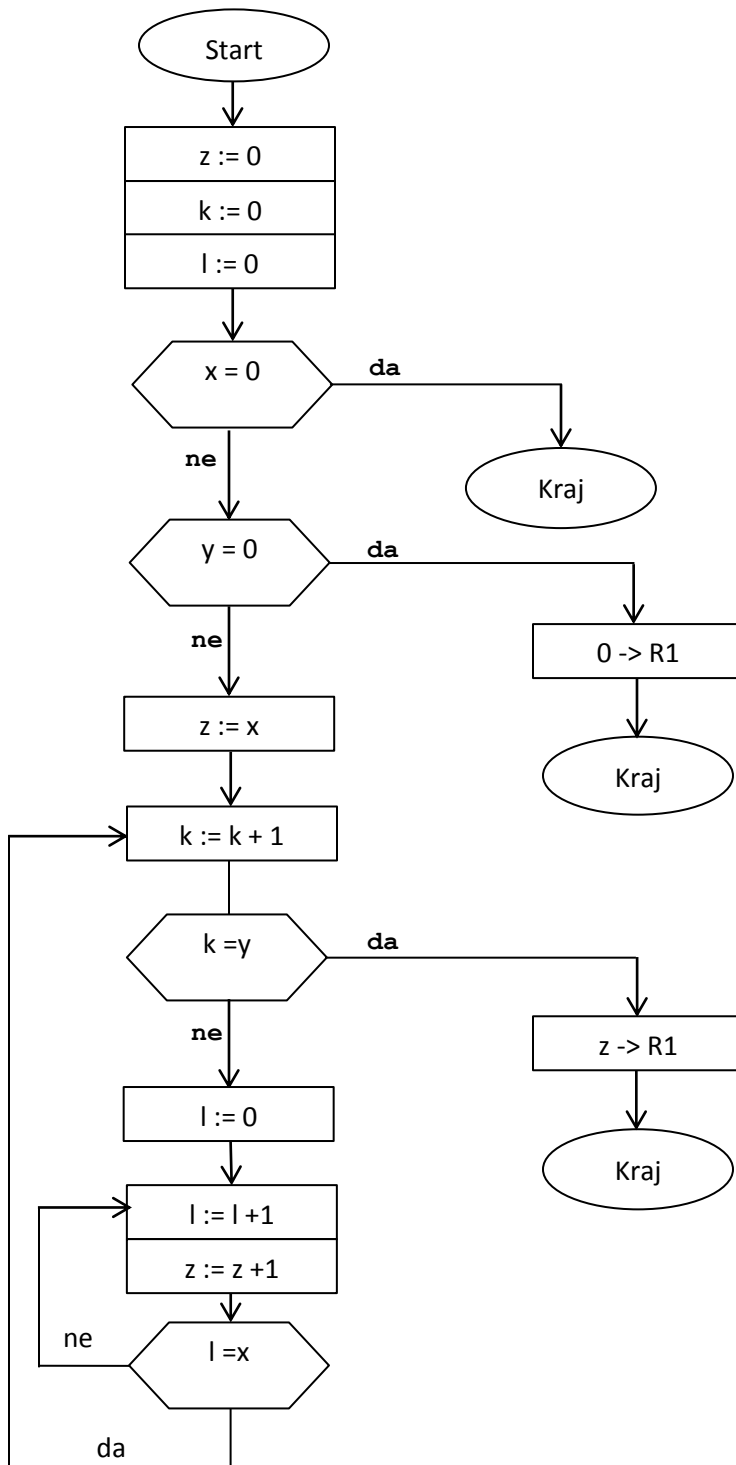 Start
z := 0
k := 0
l := 0
x = 0
da
ne
Kraj
y = 0
da
ne
0 -> R1
z := x
Kraj
k := k + 1
k =y
da
ne
z -> R1
l := 0
Kraj
l := l +1
z := z +1
ne
l =x
da